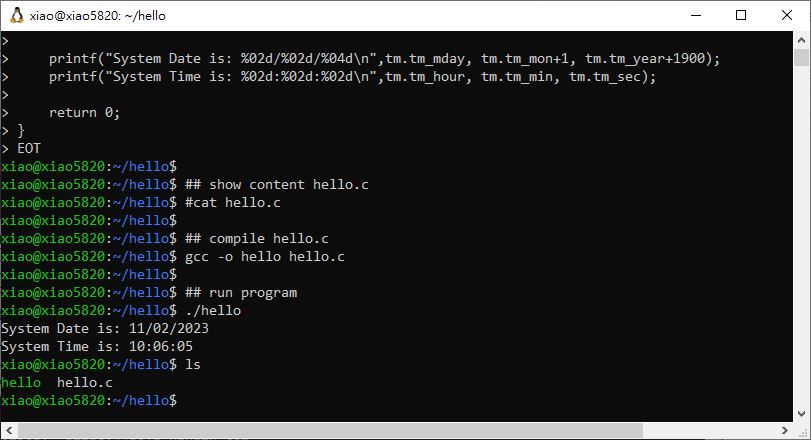 xiao@xiao5820: ~/hello
>
>     printf("System Date is: %02d/%02d/%04d\n",tm.tm_mday, tm.tm_mon+1, tm.tm_year+1900);
>     printf("System Time is: %02d:%02d:%02d\n",tm.tm_hour, tm.tm_min, tm.tm_sec);
>
>     return 0;
> }
> EOT
xiao@xiao5820:~/hello$
xiao@xiao5820:~/hello$ ## show content hello.c
xiao@xiao5820:~/hello$ #cat hello.c
xiao@xiao5820:~/hello$
xiao@xiao5820:~/hello$ ## compile hello.c
xiao@xiao5820:~/hello$ gcc -o hello hello.c
xiao@xiao5820:~/hello$
xiao@xiao5820:~/hello$ ## run program
xiao@xiao5820:~/hello$ ./hello
System Date is: 11/02/2023
System Time is: 10:06:05
xiao@xiao5820:~/hello$ ls
hello  hello.c
xiao@xiao5820:~/hello$